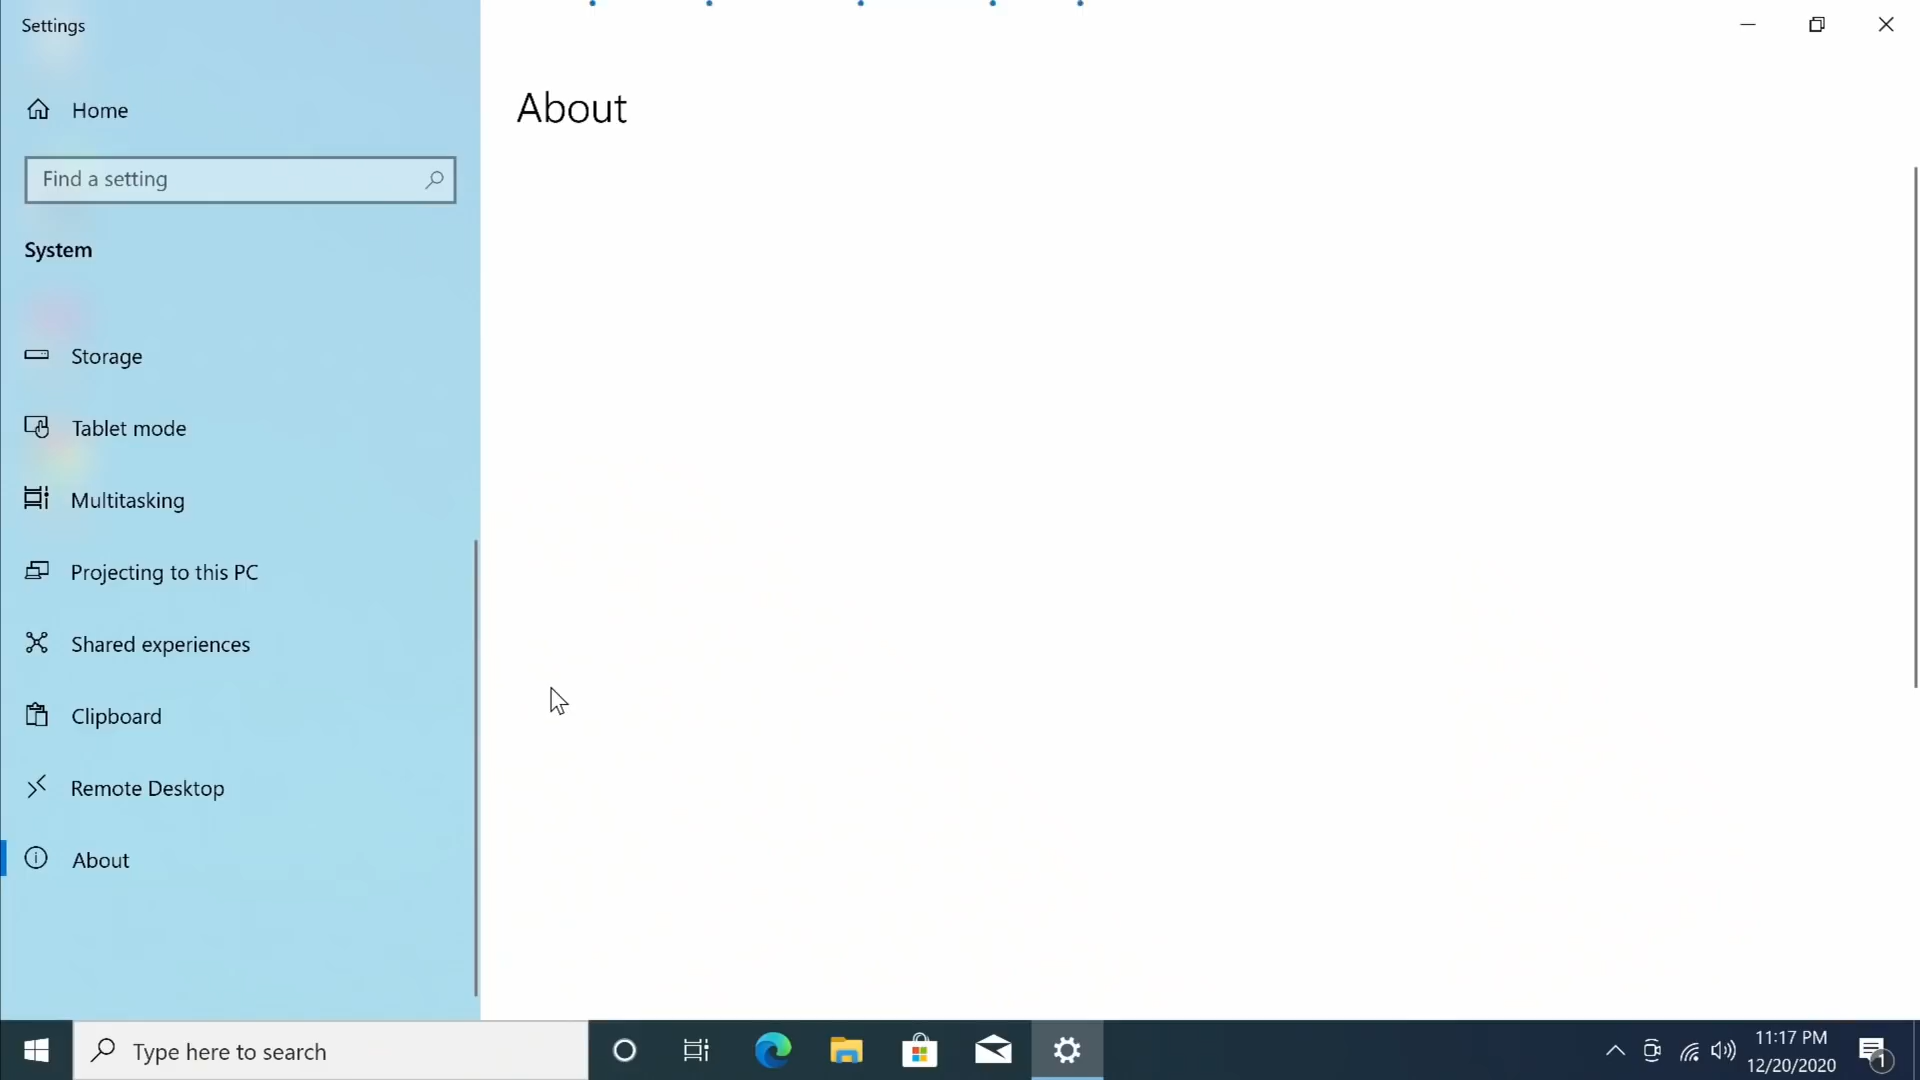 Settings
Home
About
Find a setting
System
Storage
Tablet mode
Multitasking
Projecting to this PC
Shared experiences
Clipboard
Remote Desktop
About
Type here to search
11:17 PM
12/20/2020
1